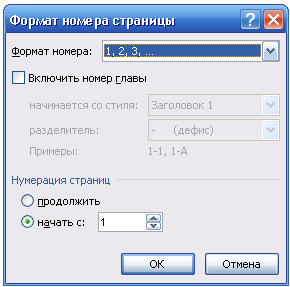 Формат номера страницы
Формат номера: 1, 2, 3, ...
Включить номер главы
начинается со стиля: Заголовок 1
разделитель: - (дефис)
Примеры: 1-1, 1-A
Нумерация страниц
продолжить
начать с: 1
ОК Отмена